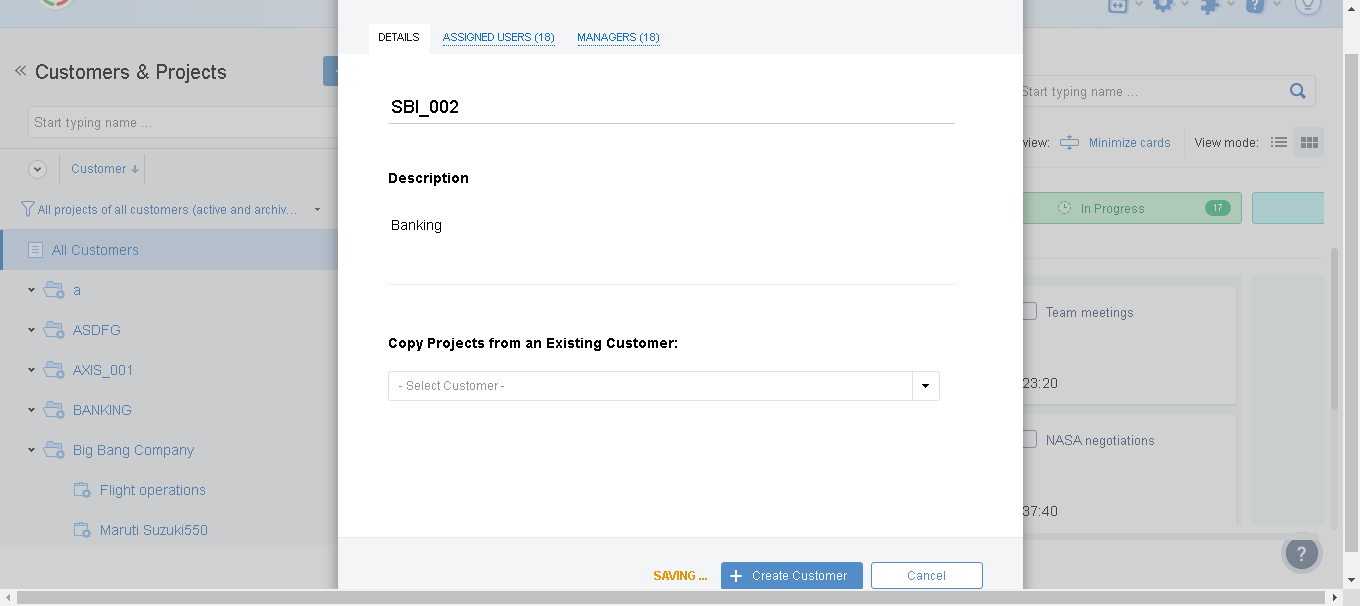 DETAILS
ASSIGNED USERS (18)
MANAGERS (18)
Customers & Projects
Start typing name ...
Customer
All projects of all customers (active and archiv...
All Customers
a
ASDFG
AXIS_001
BANKING
Big Bang Company
Flight operations
Maruti Suzuki550
SBI_002
Description
Banking
Copy Projects from an Existing Customer:
- Select Customer -
SAVING ...
Create Customer
Cancel
Start typing name ...
view:
Minimize cards
View mode:
In Progress
17
Team meetings
23:20
NASA negotiations
37:40
?